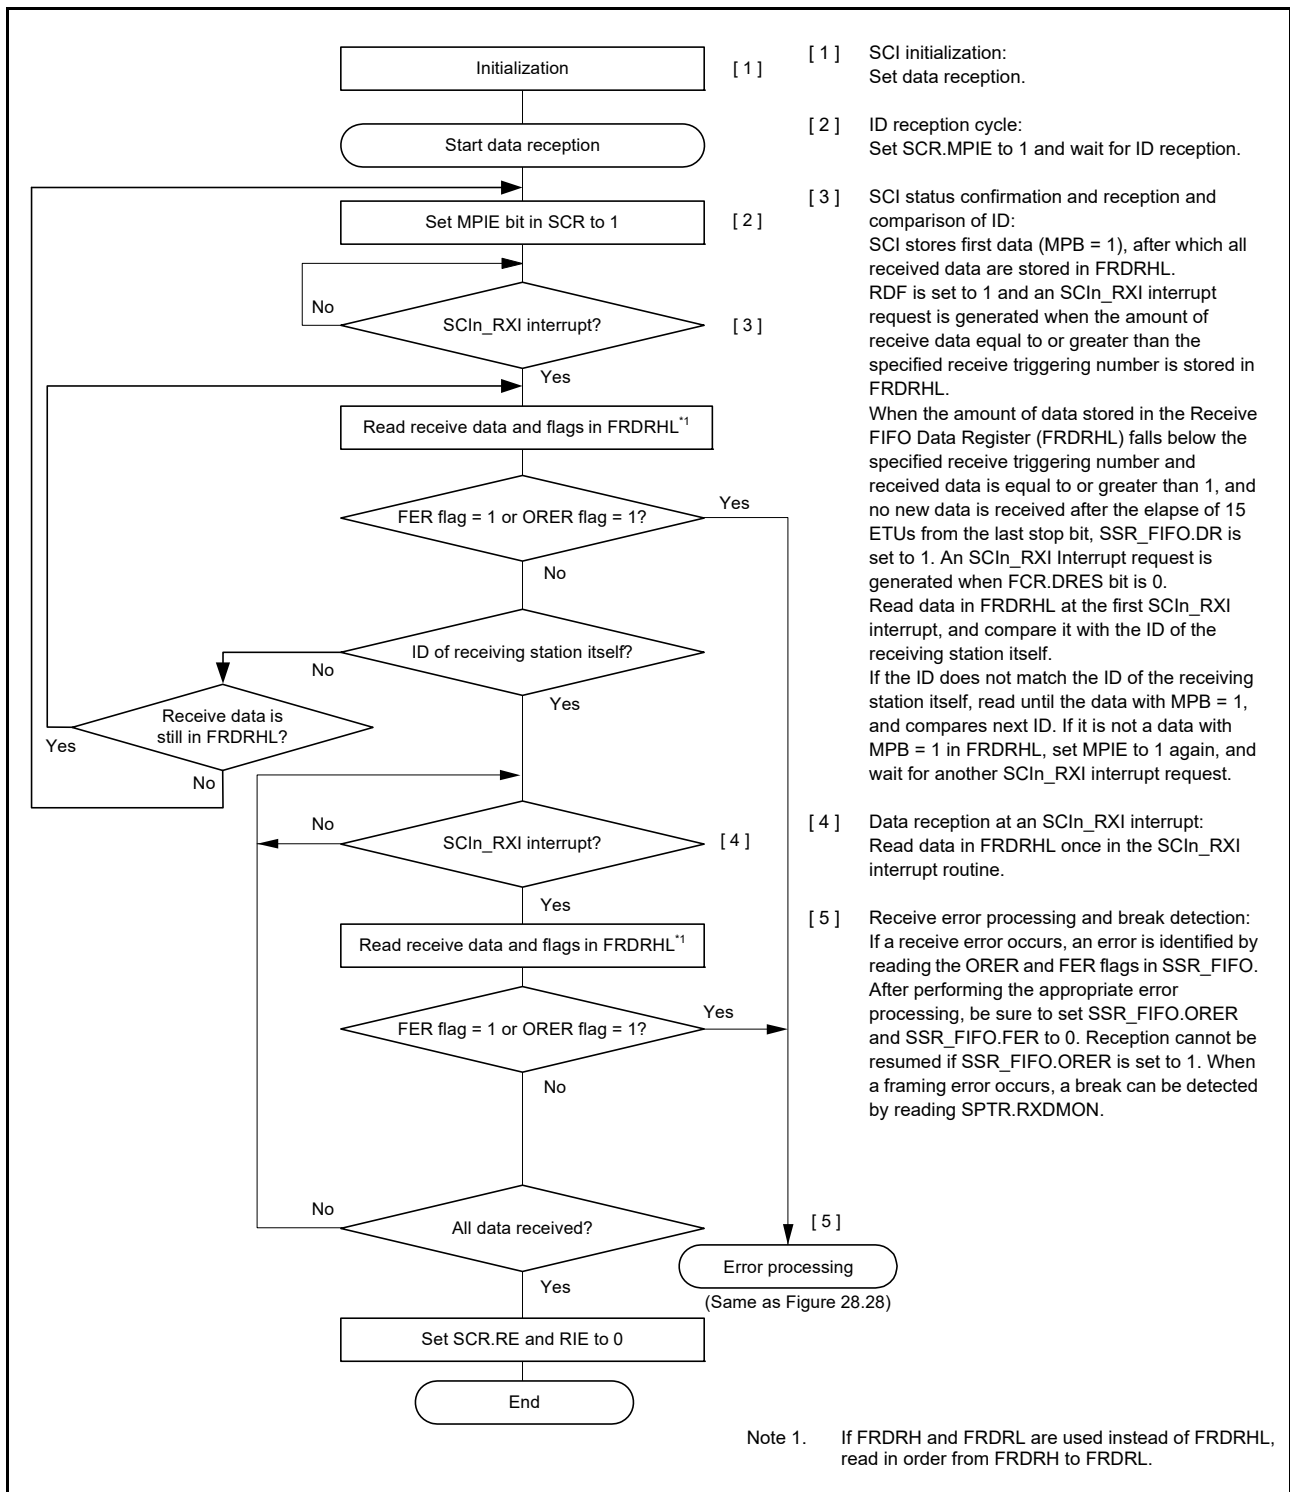 Initialization
[ 1 ]
Start data reception
Set MPIE bit in SCR to 1
[ 2 ]
No
SCIn_RXI interrupt?
[ 3 ]
Yes
Read receive data and flags in FRDRHL*1
FER flag = 1 or ORER flag = 1?
Yes
No
ID of receiving station itself?
No
Yes
Receive data is
still in FRDRHL?
Yes
No
No
SCIn_RXI interrupt?
[ 4 ]
Yes
Read receive data and flags in FRDRHL*1
FER flag = 1 or ORER flag = 1?
Yes
No
No
All data received?
Yes
[ 5 ]
Error processing
(Same as Figure 28.28)
Set SCR.RE and RIE to 0
End
[ 1 ] SCI initialization:
Set data reception.
[ 2 ] ID reception cycle:
Set SCR.MPIE to 1 and wait for ID reception.
[ 3 ] SCI status confirmation and reception and
comparison of ID:
SCI stores first data (MPB = 1), after which all
received data are stored in FRDRHL.
RDF is set to 1 and an SCIn_RXI interrupt
request is generated when the amount of
receive data equal to or greater than the
specified receive triggering number is stored in
FRDRHL.
When the amount of data stored in the Receive
FIFO Data Register (FRDRHL) falls below the
specified receive triggering number and
received data is equal to or greater than 1, and
no new data is received after the elapse of 15
ETUs from the last stop bit, SSR_FIFO.DR is
set to 1. An SCIn_RXI Interrupt request is
generated when FCR.DRES bit is 0.
Read data in FRDRHL at the first SCIn_RXI
interrupt, and compare it with the ID of the
receiving station itself.
If the ID does not match the ID of the receiving
station itself, read until the data with MPB = 1,
and compares next ID. If it is not a data with
MPB = 1 in FRDRHL, set MPIE to 1 again, and
wait for another SCIn_RXI interrupt request.
[ 4 ] Data reception at an SCIn_RXI interrupt:
Read data in FRDRHL once in the SCIn_RXI
interrupt routine.
[ 5 ] Receive error processing and break detection:
If a receive error occurs, an error is identified by
reading the ORER and FER flags in SSR_FIFO.
After performing the appropriate error
processing, be sure to set SSR_FIFO.ORER
and SSR_FIFO.FER to 0. Reception cannot be
resumed if SSR_FIFO.ORER is set to 1. When
a framing error occurs, a break can be detected
by reading SPTR.RXDMON.
Note 1. If FRDRH and FRDRL are used instead of FRDRHL,
read in order from FRDRH to FRDRL.